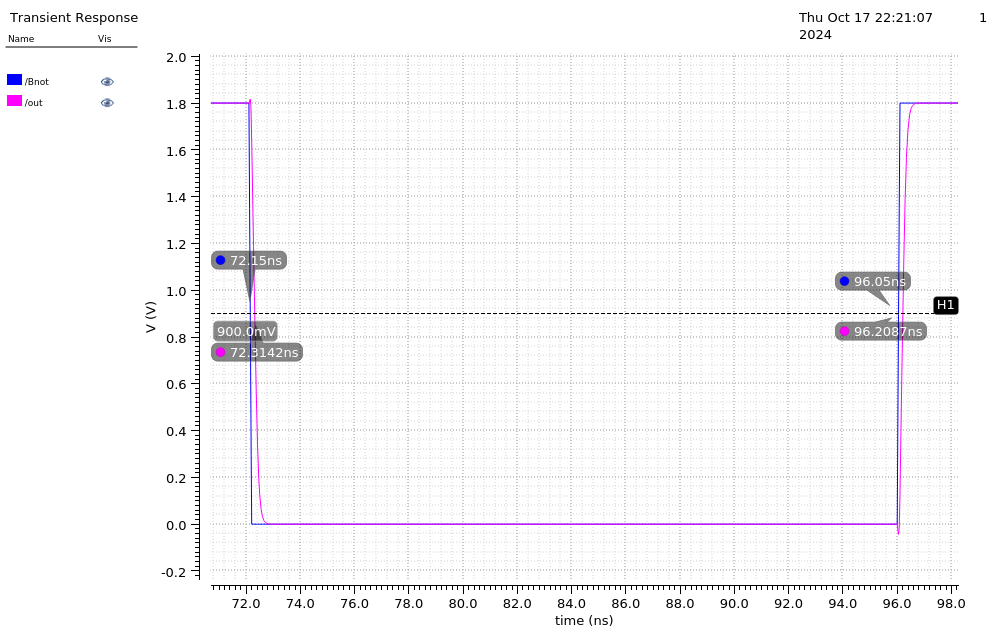 Transient Response
Thu Oct 17 22:21:07 1
2024
Name Vis
/Bnot
/out
2.0
1.8
1.6
1.4
1.2
1.0
0.8
0.6
0.4
0.2
0.0
-0.2
V (V)
72.15ns
900.0mV
72.3142ns
96.05ns
H1
96.2087ns
72.0 74.0 76.0 78.0 80.0 82.0 84.0 86.0 88.0 90.0 92.0 94.0 96.0 98.0
time (ns)